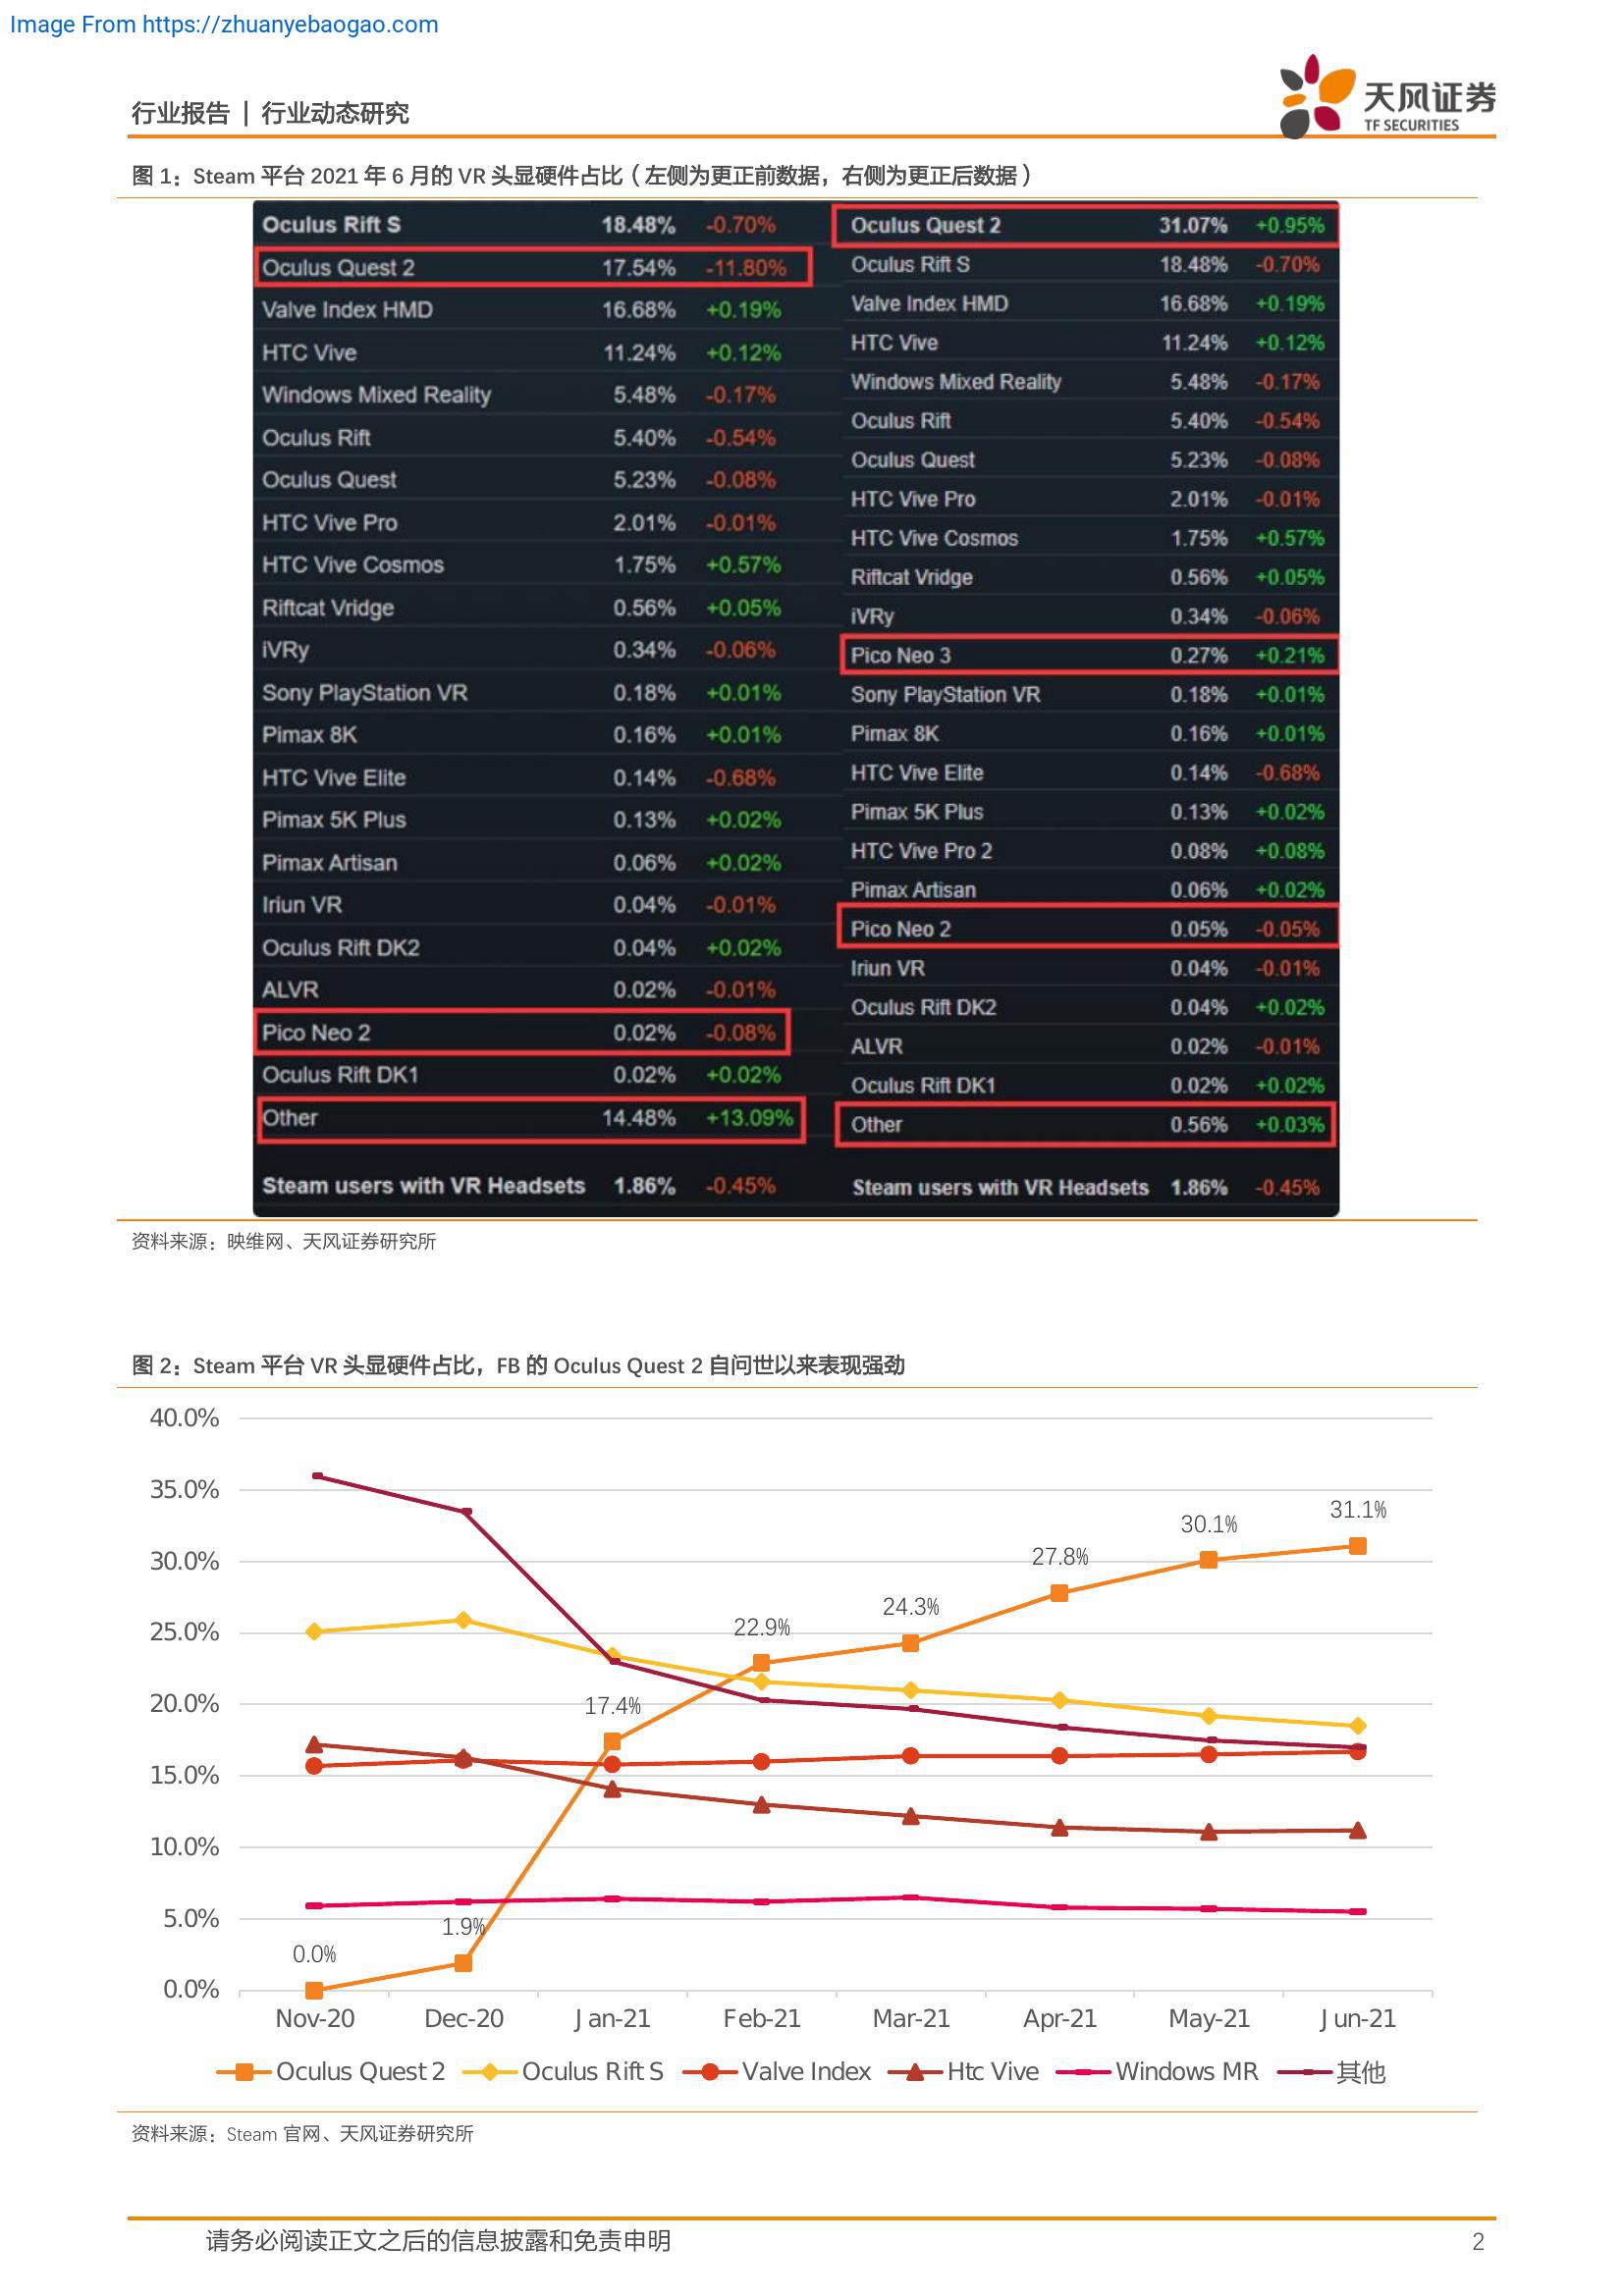 Image From https://zhuanyebaogao.com
行业报告 | 行业动态研究
天风证券
TF SECURITIES
图 1：Steam 平台 2021 年 6 月的 VR 头显硬件占比（左侧为更正前数据，右侧为更正后数据）
Oculus Rift S 18.48% -0.70%
Oculus Quest 2 17.54% -11.80%
Valve Index HMD 16.68% +0.19%
HTC Vive 11.24% +0.12%
Windows Mixed Reality 5.48% -0.17%
Oculus Rift 5.40% -0.54%
Oculus Quest 5.23% -0.08%
HTC Vive Pro 2.01% -0.01%
HTC Vive Cosmos 1.75% +0.57%
Riftcat Vridge 0.56% +0.05%
iVRy 0.34% -0.06%
Sony PlayStation VR 0.18% +0.01%
Pimax 8K 0.16% +0.01%
HTC Vive Elite 0.14% -0.68%
Pimax 5K Plus 0.13% +0.02%
Pimax Artisan 0.06% +0.02%
Iriun VR 0.04% -0.01%
Oculus Rift DK2 0.04% +0.02%
ALVR 0.02% -0.01%
Pico Neo 2 0.02% -0.08%
Oculus Rift DK1 0.02% +0.02%
Other 14.48% +13.09%
Steam users with VR Headsets 1.86% -0.45%
Oculus Quest 2 31.07% +0.95%
Oculus Rift S 18.48% -0.70%
Valve Index HMD 16.68% +0.19%
HTC Vive 11.24% +0.12%
Windows Mixed Reality 5.48% -0.17%
Oculus Rift 5.40% -0.54%
Oculus Quest 5.23% -0.08%
HTC Vive Pro 2.01% -0.01%
HTC Vive Cosmos 1.75% +0.57%
Riftcat Vridge 0.56% +0.05%
iVRy 0.34% -0.06%
Pico Neo 3 0.27% +0.21%
Sony PlayStation VR 0.18% +0.01%
Pimax 8K 0.16% +0.01%
HTC Vive Elite 0.14% -0.68%
Pimax 5K Plus 0.13% +0.02%
HTC Vive Pro 2 0.08% +0.08%
Pimax Artisan 0.06% +0.02%
Pico Neo 2 0.05% -0.05%
Iriun VR 0.04% -0.01%
Oculus Rift DK2 0.04% +0.02%
ALVR 0.02% -0.01%
Oculus Rift DK1 0.02% +0.02%
Other 0.56% +0.03%
Steam users with VR Headsets 1.86% -0.45%
资料来源：映维网、天风证券研究所
图 2：Steam 平台 VR 头显硬件占比，FB 的 Oculus Quest 2 自问世以来表现强劲
40.0%
35.0%
30.0%
25.0%
20.0%
15.0%
10.0%
5.0%
0.0%
0.0%
1.9%
17.4%
22.9%
24.3%
27.8%
30.1%
31.1%
Nov-20 Dec-20 Jan-21 Feb-21 Mar-21 Apr-21 May-21 Jun-21
Oculus Quest 2 Oculus Rift S Valve Index Htc Vive Windows MR 其他
资料来源：Steam 官网、天风证券研究所
请务必阅读正文之后的信息披露和免责申明 2